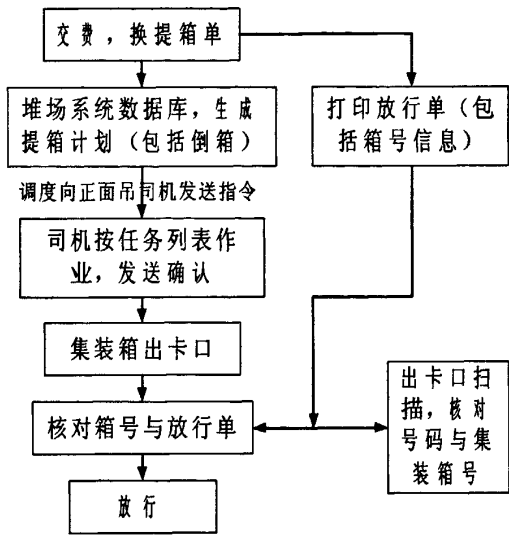 交费，换提箱单
堆场系统数据库，生成
提箱计划（包括倒箱）
打印放行单（包
括箱号信息）
调度向正面吊司机发送指令
司机按任务列表作
业，发送确认
集装箱出卡口
出卡口扫
描，核对
号码与集
装箱号
核对箱号与放行单
放行